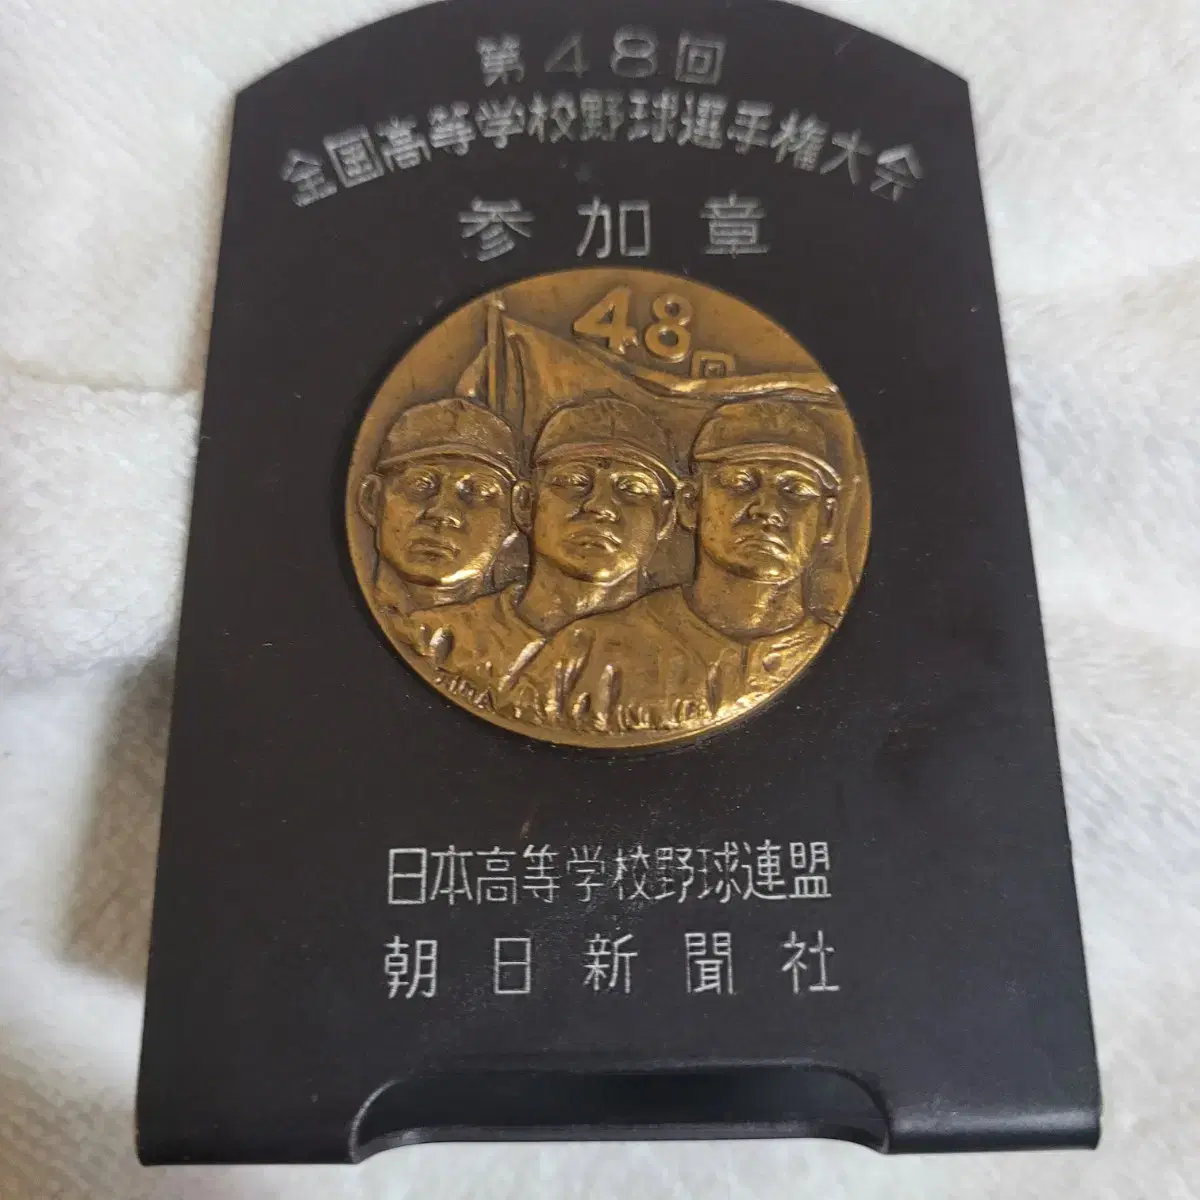 第48回
全国高等学校野球選手権大会
参加章
48回
日本高等学校野球連盟
朝日新聞社